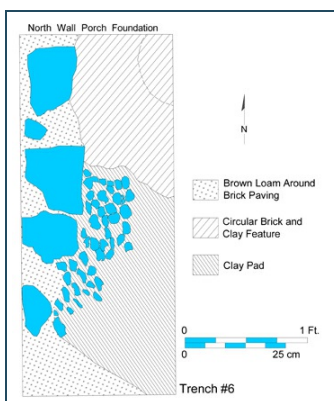 North Wall Porch Foundation
N
Brown Loam Around
Brick Paving
Circular Brick and
Clay Feature
Clay Pad
0 1 Ft.
0 25 cm
Trench #6